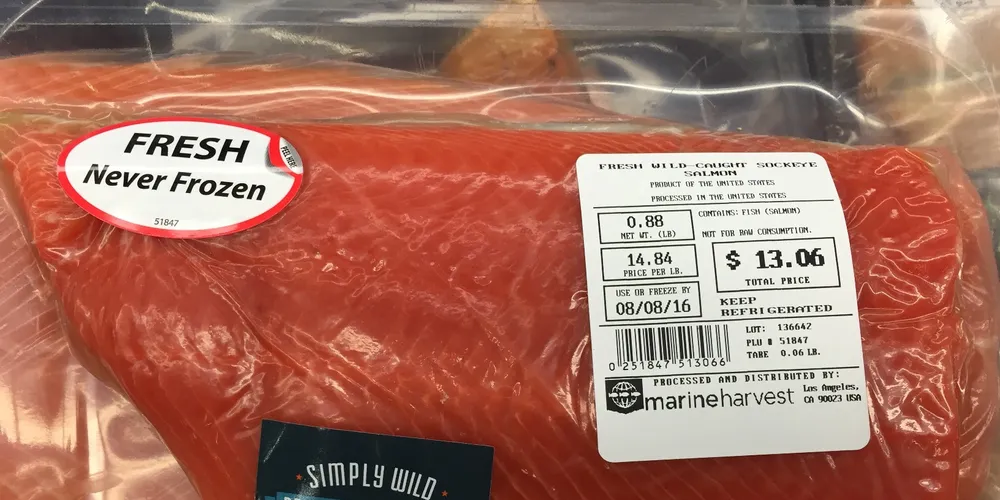 FRESH
Never Frozen
PEEL HERE
51847
FRESH WILD-CAUGHT SOCKEYE
SALMON
PRODUCT OF THE UNITED STATES
PROCESSED IN THE UNITED STATES
0.88
NET WT. (LB)
CONTAINS: FISH (SALMON)
NOT FOR RAW CONSUMPTION.
14.84
PRICE PER LB.
$ 13.06
TOTAL PRICE
USE OR FREEZE BY
08/08/16
KEEP
REFRIGERATED
0 251847 513066
LOT: 136642
PLU # 51847
TARE 0.06 LB.
PROCESSED AND DISTRIBUTED BY:
marineharvest
Los Angeles,
CA 90023 USA
SIMPLY WILD